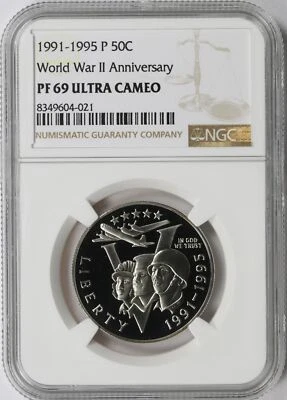 1991-1995 P 50C
World War II Anniversary
PF 69 ULTRA CAMEO
8349604-021
NUMISMATIC GUARANTY COMPANY
NGC
IN GOD
WE TRUST
LIBERTY
1991-1995